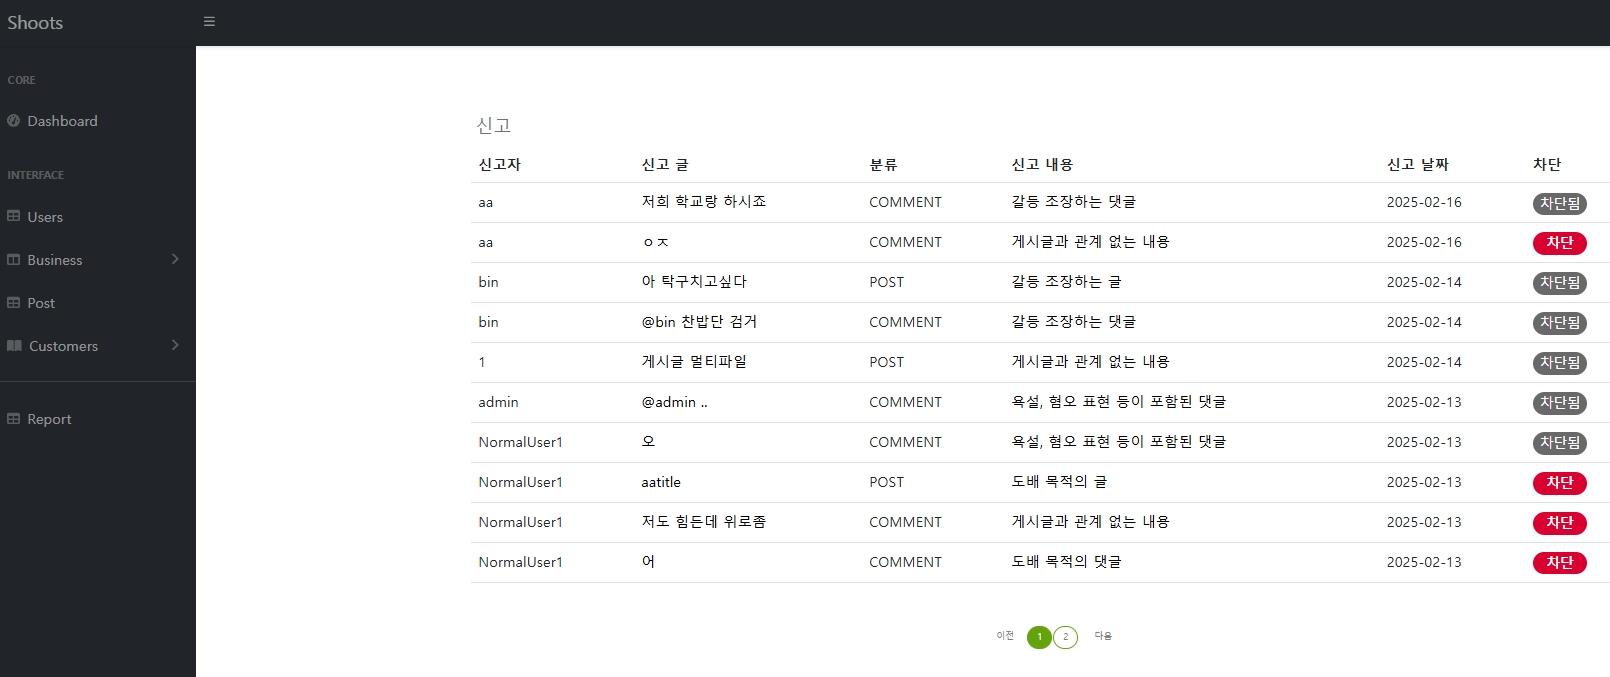 Shoots ☰
CORE
Dashboard
INTERFACE
Users
Business
Post
Customers
Report
신고
신고자 신고 글 분류 신고 내용 신고 날짜 차단
aa 저희 학교랑 하시죠 COMMENT 갈등 조장하는 댓글 2025-02-16 차단됨
aa ㅇㅈ COMMENT 게시글과 관계 없는 내용 2025-02-16 차단
bin 아 탁구치고싶다 POST 갈등 조장하는 글 2025-02-14 차단됨
bin @bin 찬밥단 검거 COMMENT 갈등 조장하는 댓글 2025-02-14 차단됨
1 게시글 멀티파일 POST 게시글과 관계 없는 내용 2025-02-14 차단됨
admin @admin .. COMMENT 욕설, 혐오 표현 등이 포함된 댓글 2025-02-13 차단됨
NormalUser1 오 COMMENT 욕설, 혐오 표현 등이 포함된 댓글 2025-02-13 차단됨
NormalUser1 aatitle POST 도배 목적의 글 2025-02-13 차단
NormalUser1 저도 힘든데 위로좀 COMMENT 게시글과 관계 없는 내용 2025-02-13 차단
NormalUser1 어 COMMENT 도배 목적의 댓글 2025-02-13 차단
이전 1 2 다음